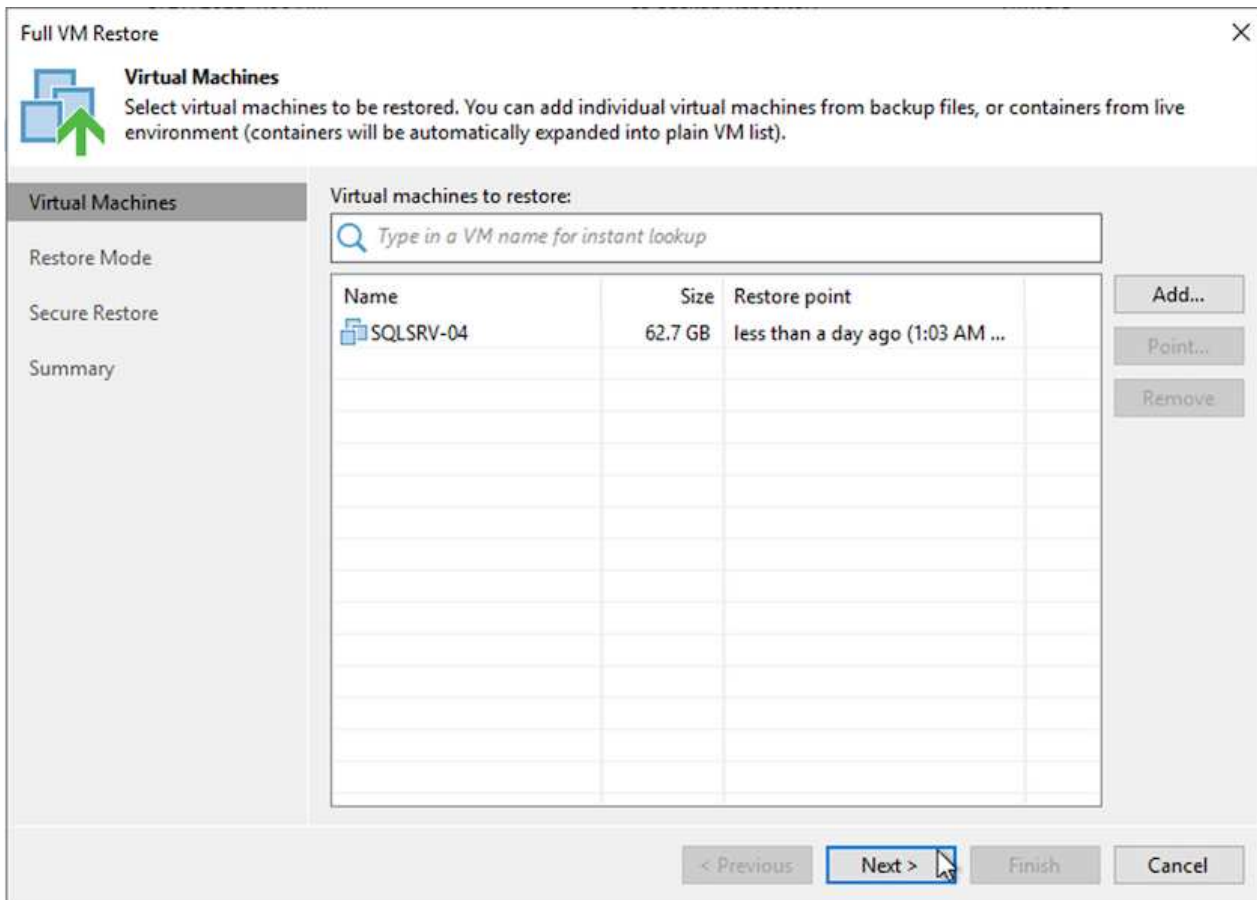 Full VM Restore
Virtual Machines
Select virtual machines to be restored. You can add individual virtual machines from backup files, or containers from live
environment (containers will be automatically expanded into plain VM list).
Virtual Machines
Restore Mode
Secure Restore
Summary
Virtual machines to restore:
Type in a VM name for instant lookup
Name Size Restore point
SQLSRV-04 62.7 GB less than a day ago (1:03 AM ...
Add...
Point...
Remove
< Previous Next > Finish Cancel